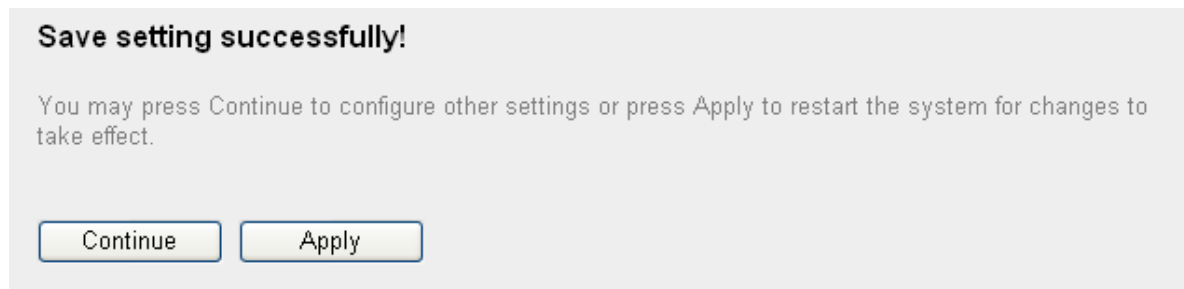 Save setting successfully!
You may press Continue to configure other settings or press Apply to restart the system for changes to
take effect.
Continue
Apply